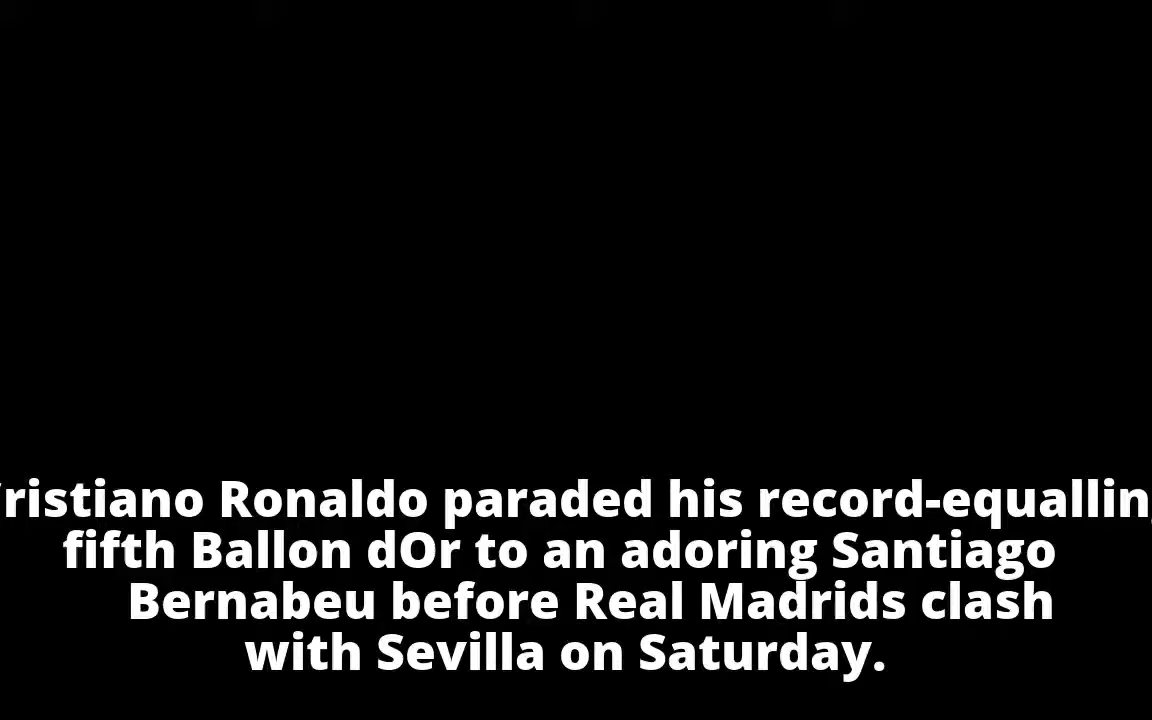 ristiano Ronaldo paraded his record-equallin
fifth Ballon dOr to an adoring Santiago
Bernabeu before Real Madrids clash
with Sevilla on Saturday.